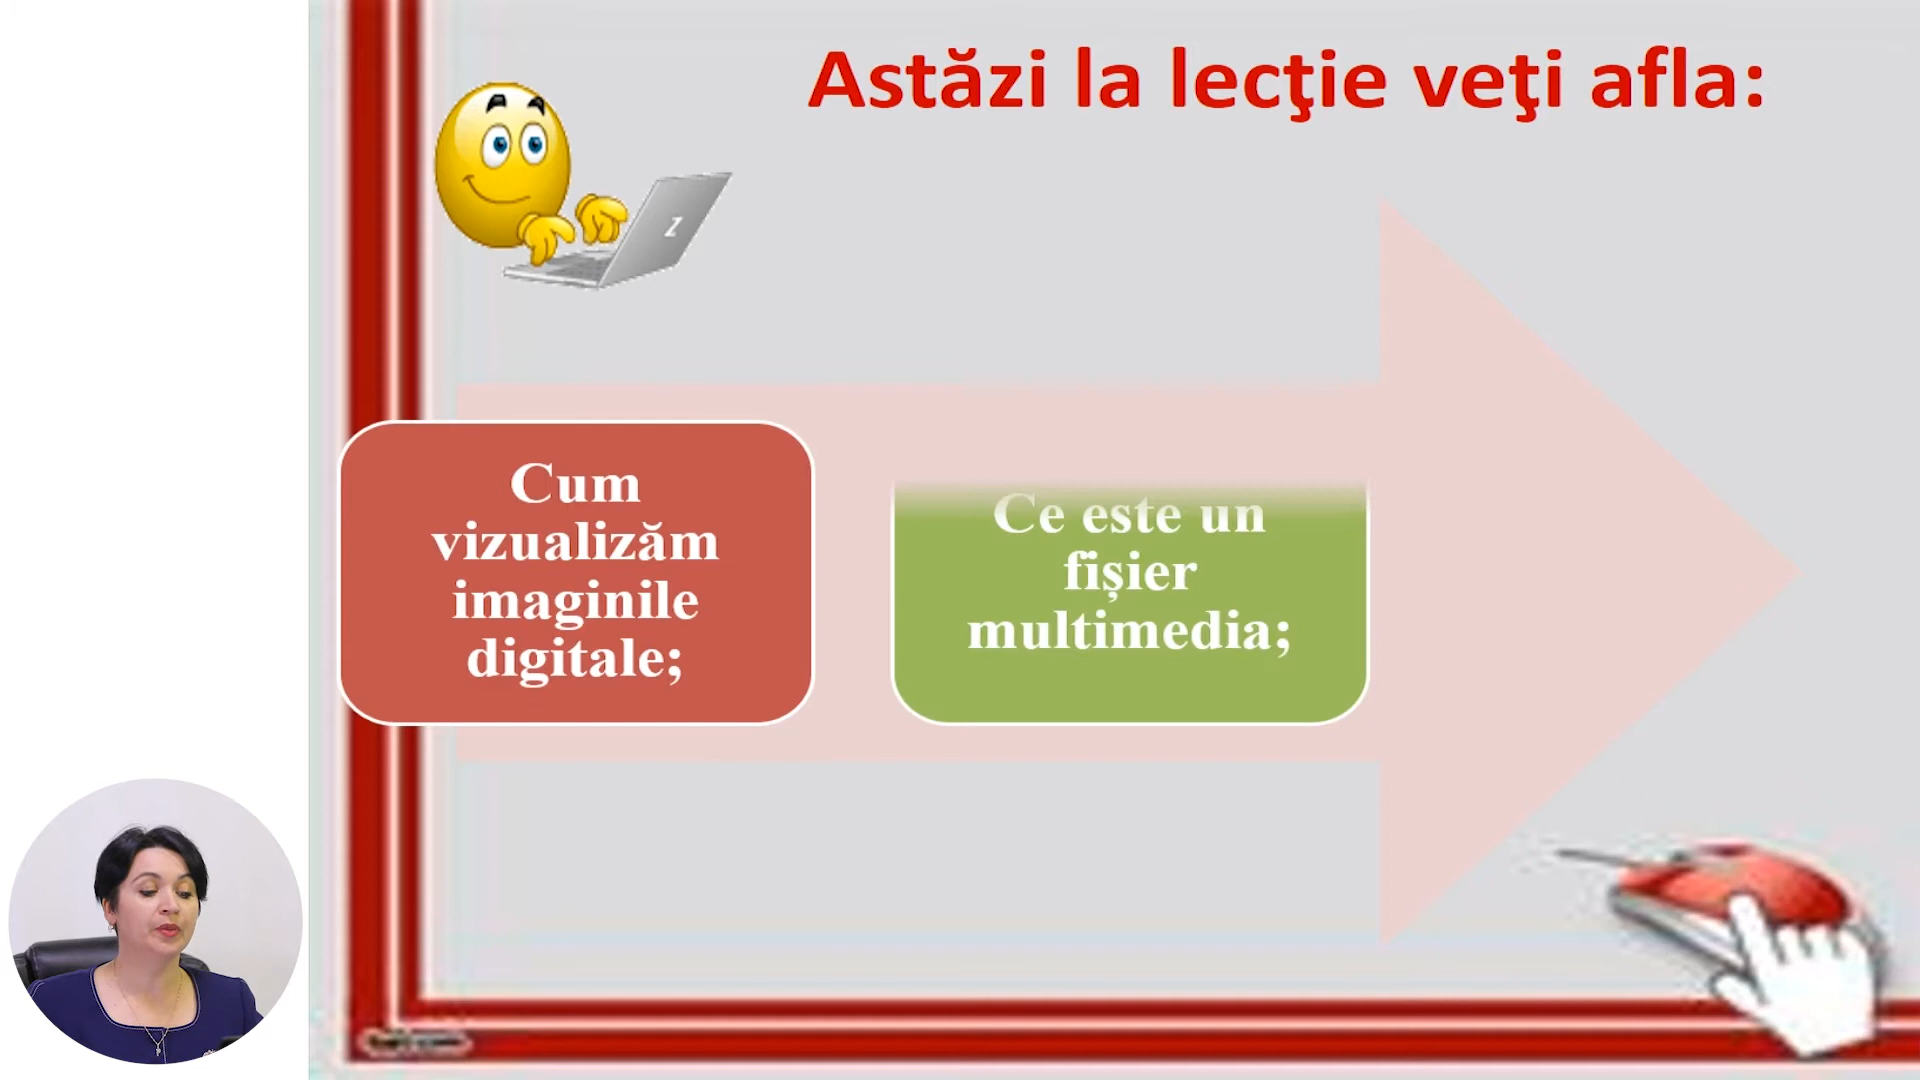 Astăzi la lecţie veţi afla:
Cum
vizualizăm
imaginile
digitale;
Ce este un
fișier
multimedia;